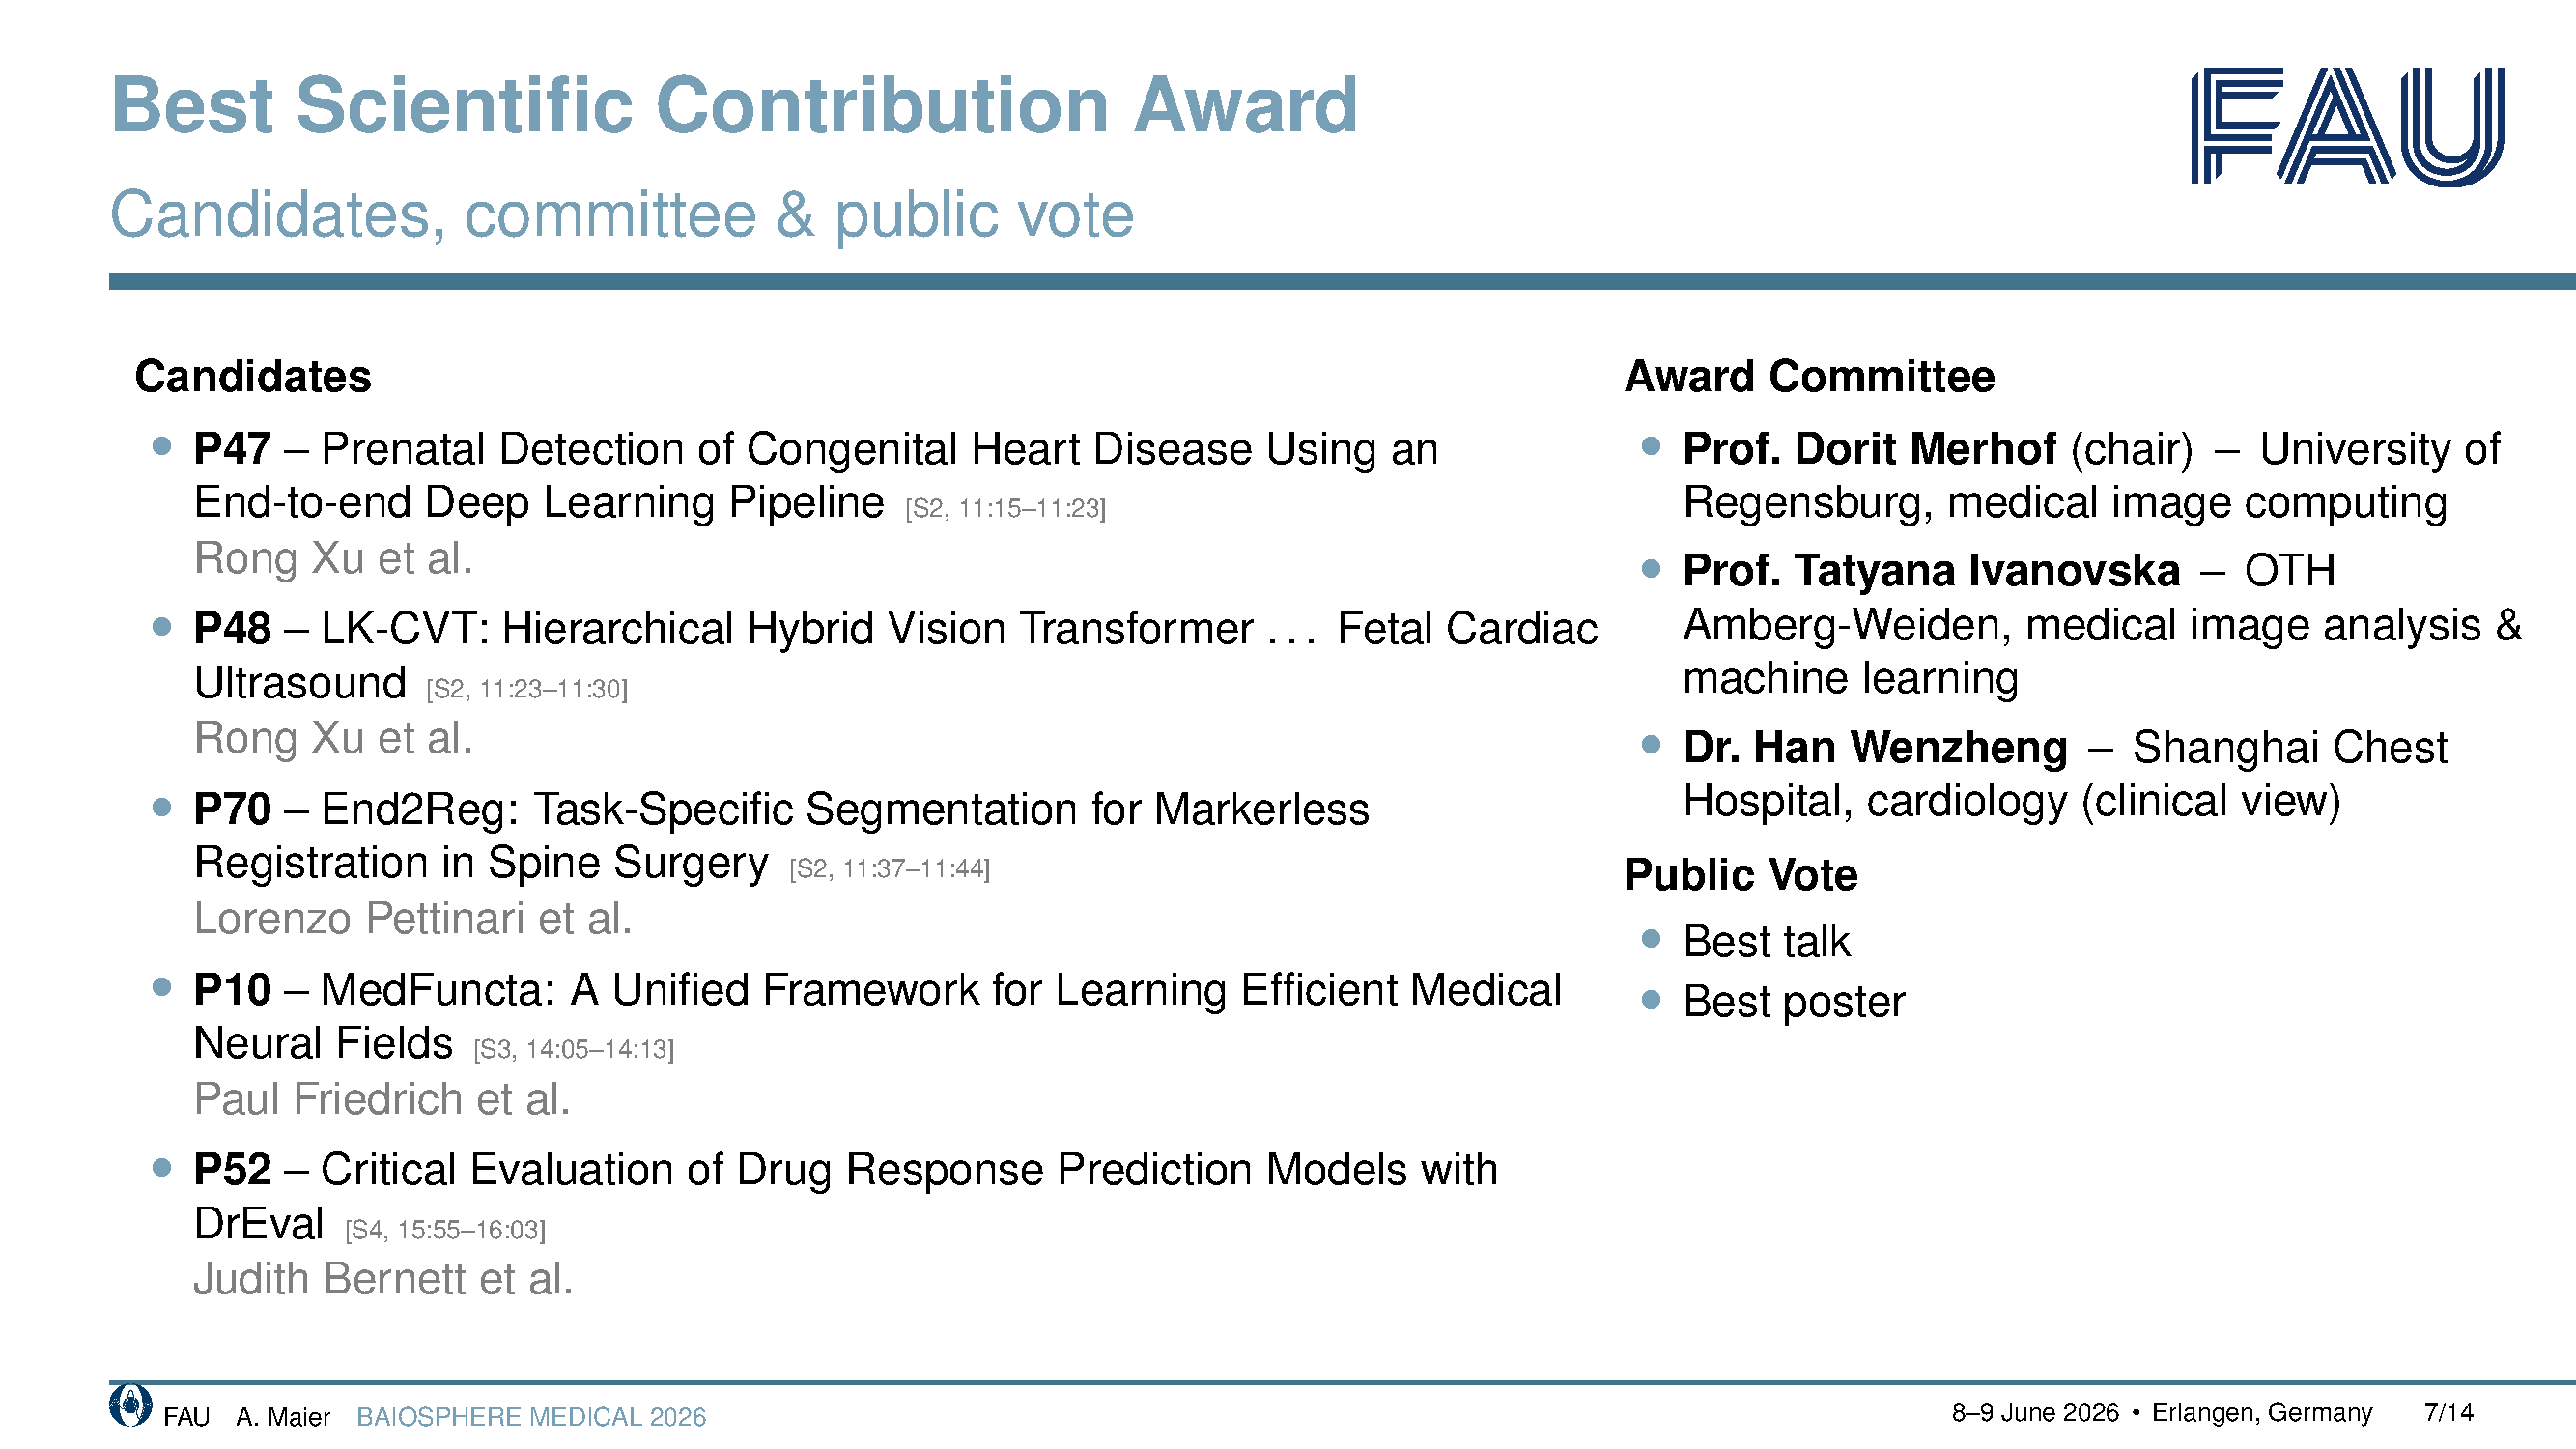 Best Scientific Contribution Award
FAU
Candidates, committee & public vote
Candidates
• P47 – Prenatal Detection of Congenital Heart Disease Using an
End-to-end Deep Learning Pipeline [S2, 11:15–11:23]
Rong Xu et al.
• P48 – LK-CVT: Hierarchical Hybrid Vision Transformer ... Fetal Cardiac
Ultrasound [S2, 11:23–11:30]
Rong Xu et al.
• P70 – End2Reg: Task-Specific Segmentation for Markerless
Registration in Spine Surgery [S2, 11:37–11:44]
Lorenzo Pettinari et al.
• P10 – MedFuncta: A Unified Framework for Learning Efficient Medical
Neural Fields [S3, 14:05–14:13]
Paul Friedrich et al.
• P52 – Critical Evaluation of Drug Response Prediction Models with
DrEval [S4, 15:55–16:03]
Judith Bernett et al.
Award Committee
• Prof. Dorit Merhof (chair) – University of
Regensburg, medical image computing
• Prof. Tatyana Ivanovska – OTH
Amberg-Weiden, medical image analysis &
machine learning
• Dr. Han Wenzheng – Shanghai Chest
Hospital, cardiology (clinical view)
Public Vote
• Best talk
• Best poster
FAU A. Maier BAIOSPHERE MEDICAL 2026
8–9 June 2026 • Erlangen, Germany 7/14